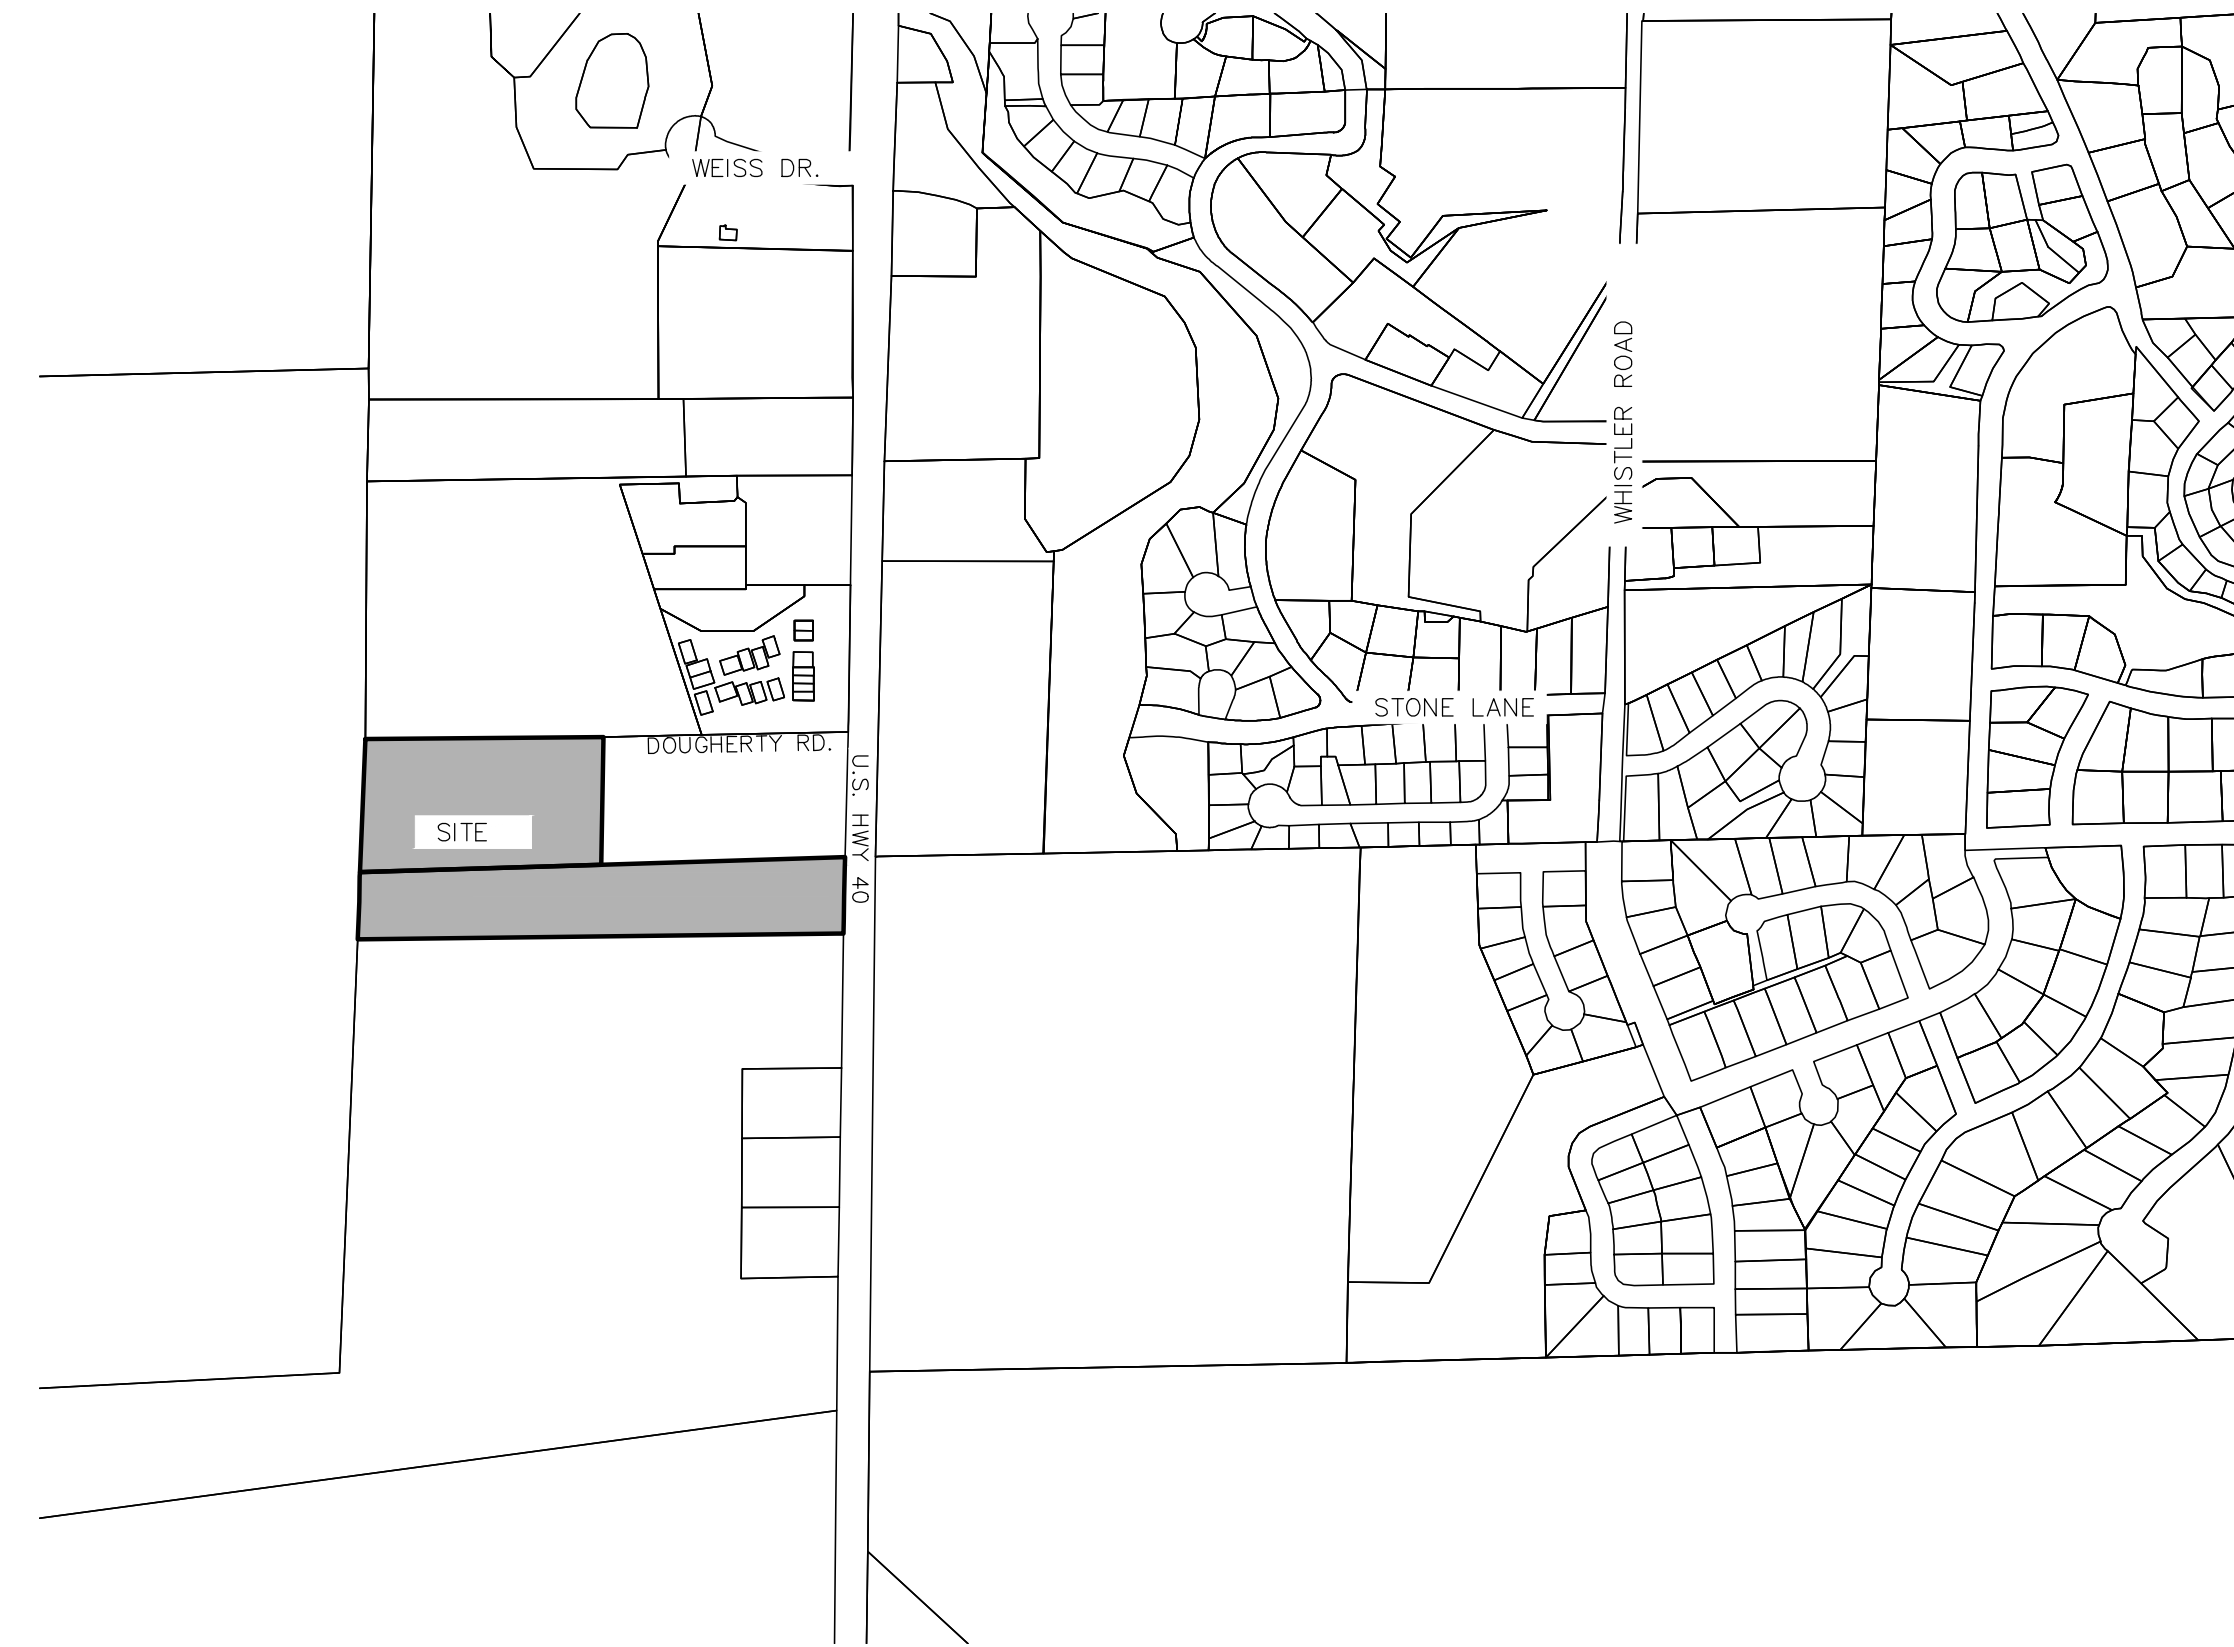 WEISS DR.
WHISTLER ROAD
STONE LANE
DOUGHERTY RD.
U.S. HWY 40
SITE